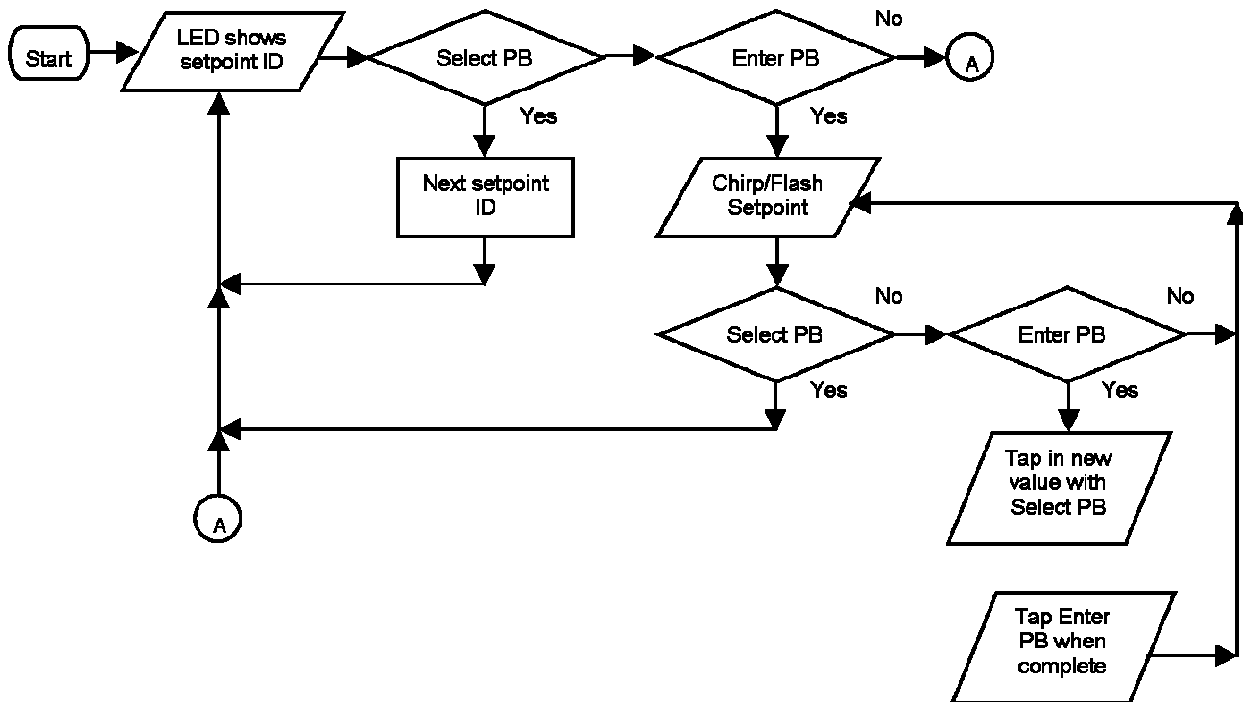 Start
LED shows
setpoint ID
Select PB
Enter PB
No
A
Yes
Yes
Next setpoint
ID
Chirp/Flash
Setpoint
Select PB
No
Enter PB
No
Yes
Yes
Tap in new
value with
Select PB
A
Tap Enter
PB when
complete